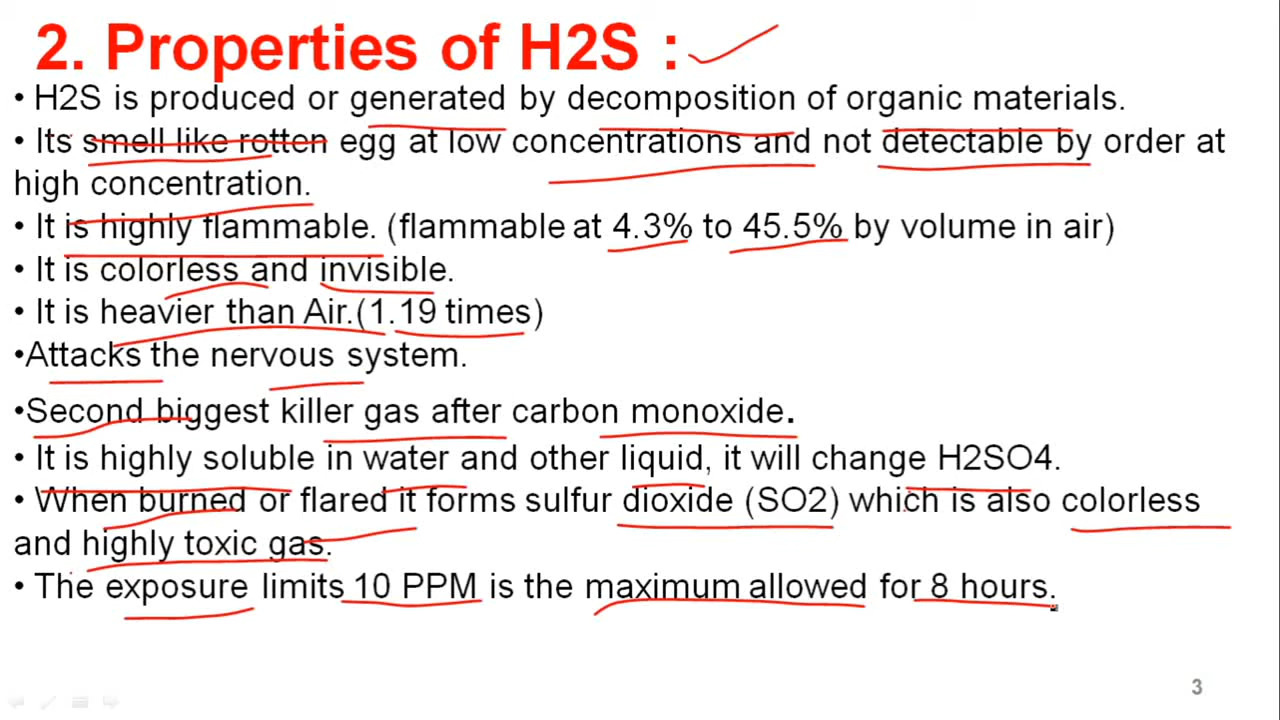 2. Properties of H2S :
• H2S is produced or generated by decomposition of organic materials.
• Its smell like rotten egg at low concentrations and not detectable by order at
high concentration.
• It is highly flammable. (flammable at 4.3% to 45.5% by volume in air)
• It is colorless and invisible.
• It is heavier than Air.(1.19 times)
•Attacks the nervous system.
•Second biggest killer gas after carbon monoxide.
• It is highly soluble in water and other liquid, it will change H2SO4.
• When burned or flared it forms sulfur dioxide (SO2) which is also colorless
and highly toxic gas.
• The exposure limits 10 PPM is the maximum allowed for 8 hours.
3